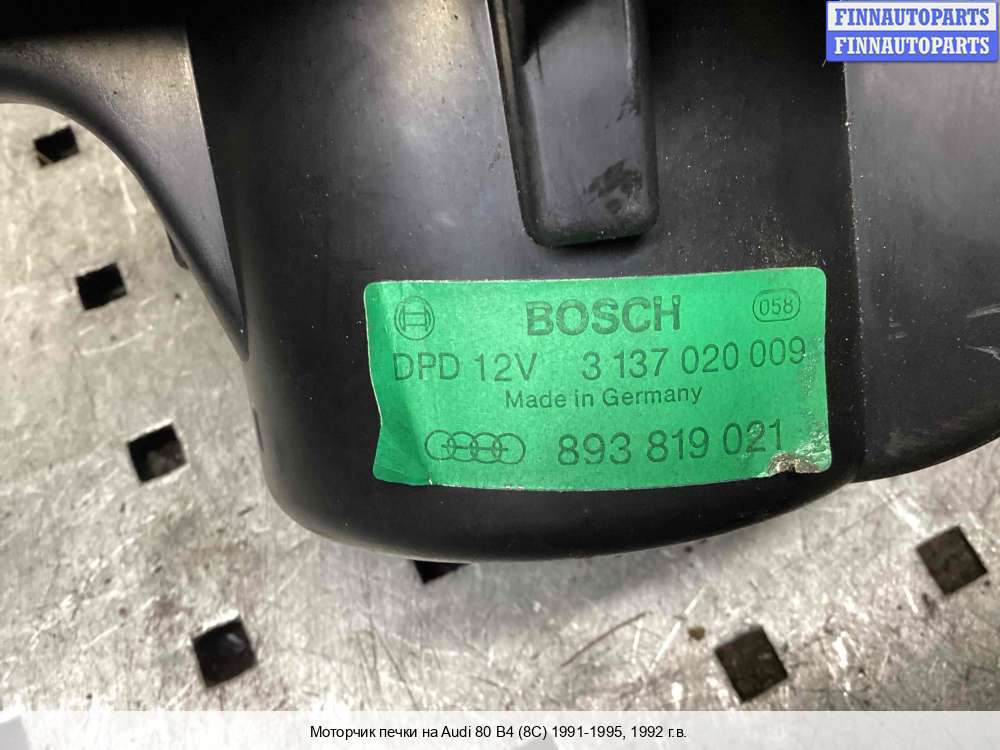 FINNAUTOPARTS
FINNAUTOPARTS
BOSCH 058
DPD 12V 3 137 020 009
Made in Germany
893 819 021
Моторчик печки на Audi 80 B4 (8C) 1991-1995, 1992 г.в.